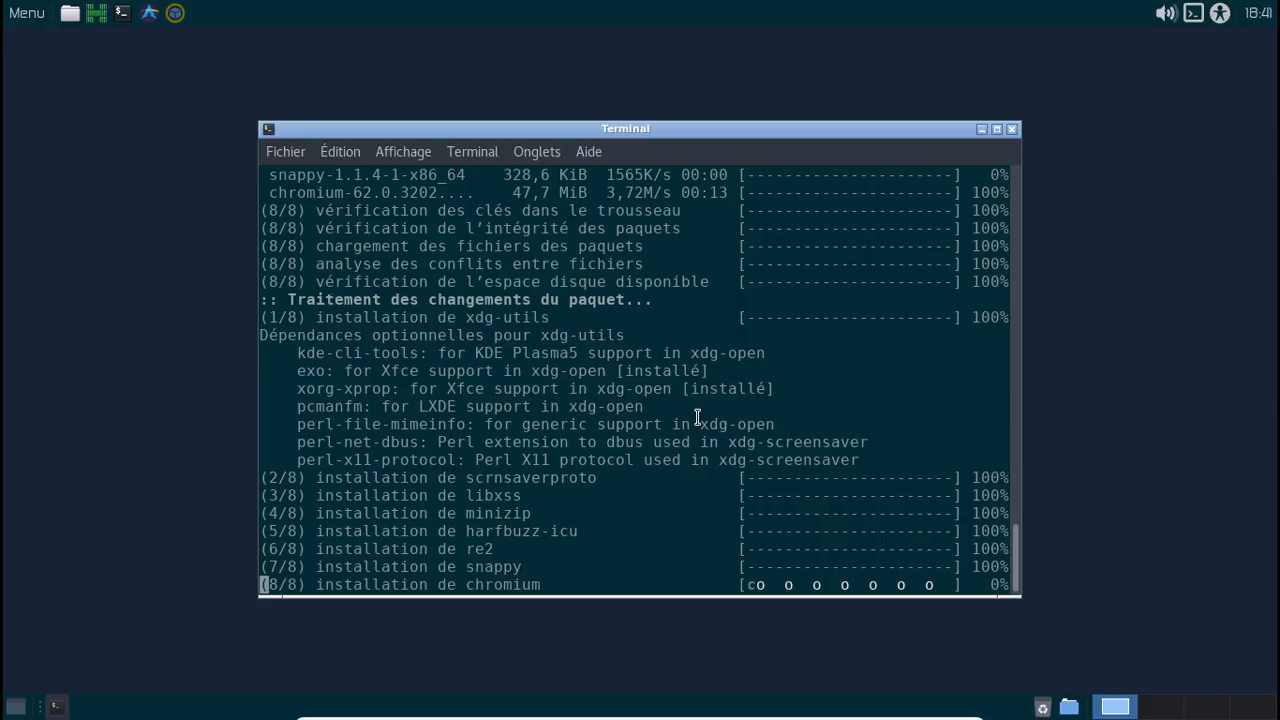 Menu
18:41
Terminal
Fichier Édition Affichage Terminal Onglets Aide
snappy-1.1.4-1-x86_64 328,6 KiB 1565K/s 00:00 [----------------------] 0%
chromium-62.0.3202.... 47,7 MiB 3,72M/s 00:13 [----------------------] 100%
(8/8) vérification des clés dans le trousseau [----------------------] 100%
(8/8) vérification de l’intégrité des paquets [----------------------] 100%
(8/8) chargement des fichiers des paquets [----------------------] 100%
(8/8) analyse des conflits entre fichiers [----------------------] 100%
(8/8) vérification de l’espace disque disponible [----------------------] 100%
:: Traitement des changements du paquet...
(1/8) installation de xdg-utils [----------------------] 100%
Dépendances optionnelles pour xdg-utils
kde-cli-tools: for KDE Plasma5 support in xdg-open
exo: for Xfce support in xdg-open [installé]
xorg-xprop: for Xfce support in xdg-open [installé]
pcmanfm: for LXDE support in xdg-open
perl-file-mimeinfo: for generic support in xdg-open
perl-net-dbus: Perl extension to dbus used in xdg-screensaver
perl-x11-protocol: Perl X11 protocol used in xdg-screensaver
(2/8) installation de scrnsaverproto [----------------------] 100%
(3/8) installation de libxss [----------------------] 100%
(4/8) installation de minizip [----------------------] 100%
(5/8) installation de harfbuzz-icu [----------------------] 100%
(6/8) installation de re2 [----------------------] 100%
(7/8) installation de snappy [----------------------] 100%
(8/8) installation de chromium [co o o o o o o ] 0%